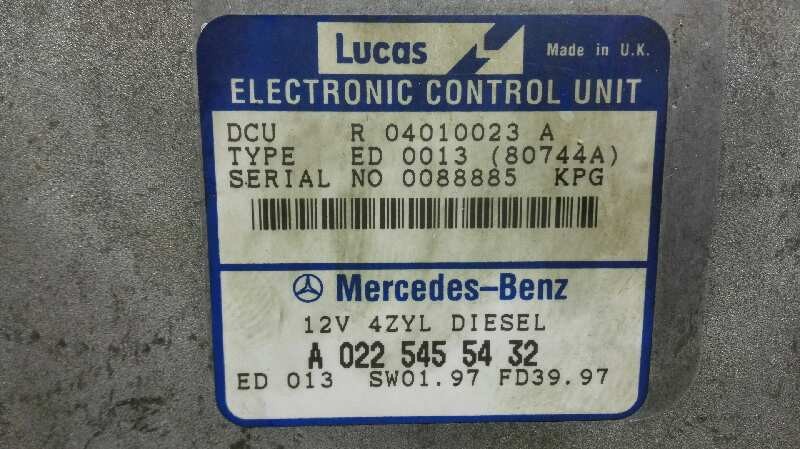 Lucas
Made in U.K.
ELECTRONIC CONTROL UNIT
DCU R 04010023 A
TYPE ED 0013 (80744A)
SERIAL NO 0088885 KPG
Mercedes-Benz
12V 4ZYL DIESEL
A 022 545 54 32
ED 013 SW01.97 FD39.97